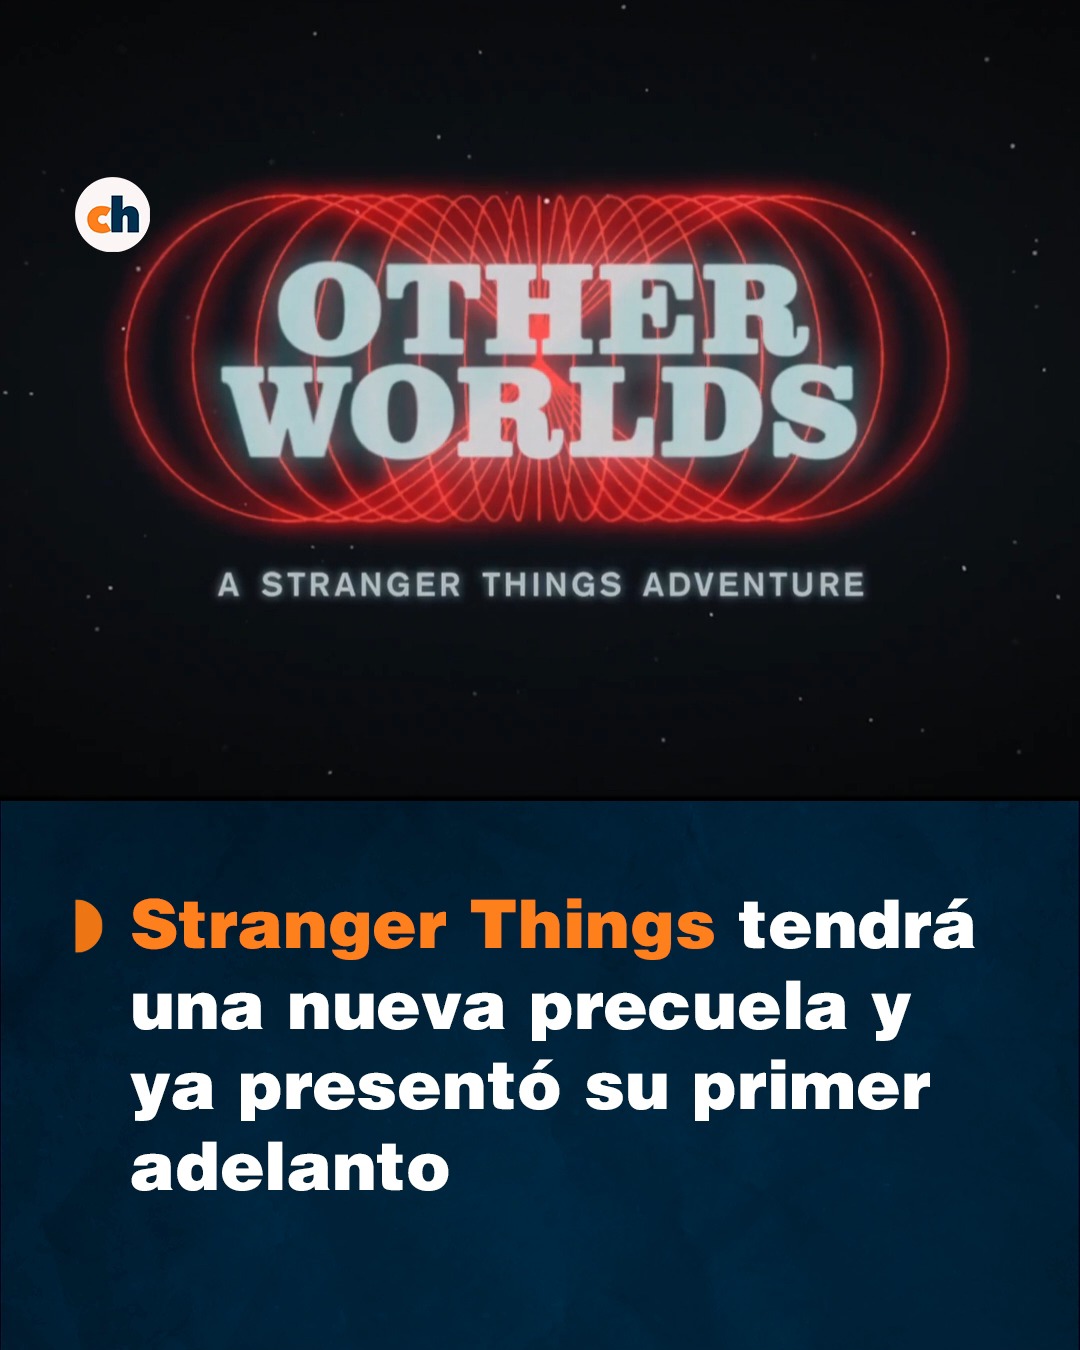 ch
OTHER
WORLDS
A STRANGER THINGS ADVENTURE
Stranger Things tendrá
una nueva precuela y
ya presentó su primer
adelanto